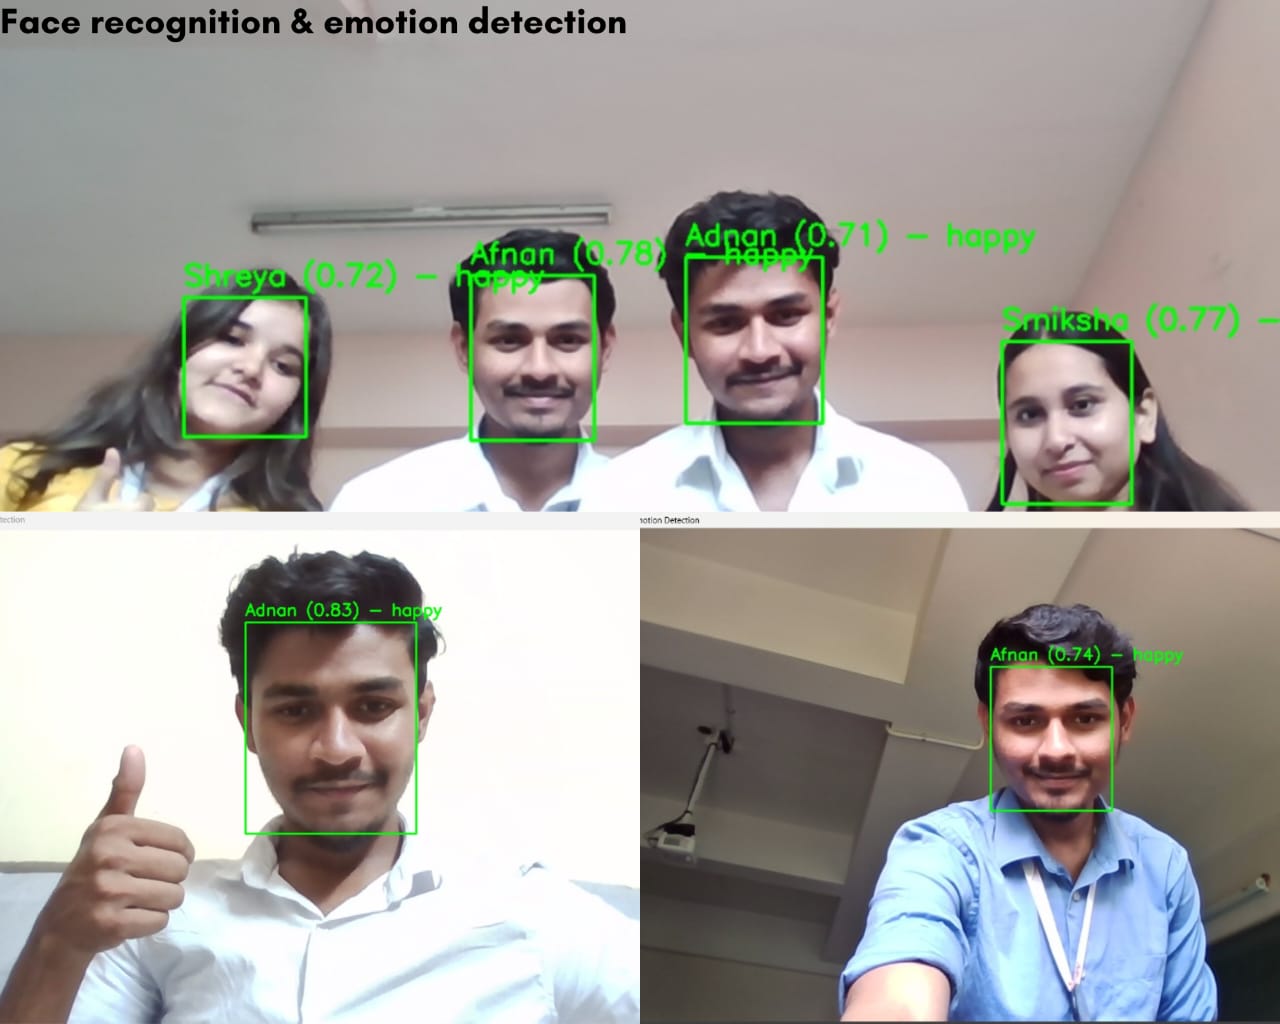 Face recognition & emotion detection
Adnan (0.71) – happy
Afnan (0.78) – happy
Shreya (0.72) – happy
Smiksha (0.77) –
tection
notion Detection
Adnan (0.83) – happy
Afnan (0.74) – happy